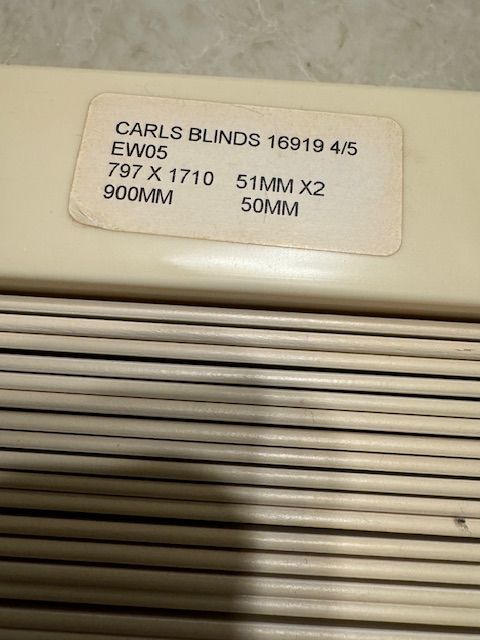 CARLS BLINDS 16919 4/5
EW05
797 X 1710 51MM X2
900MM 50MM